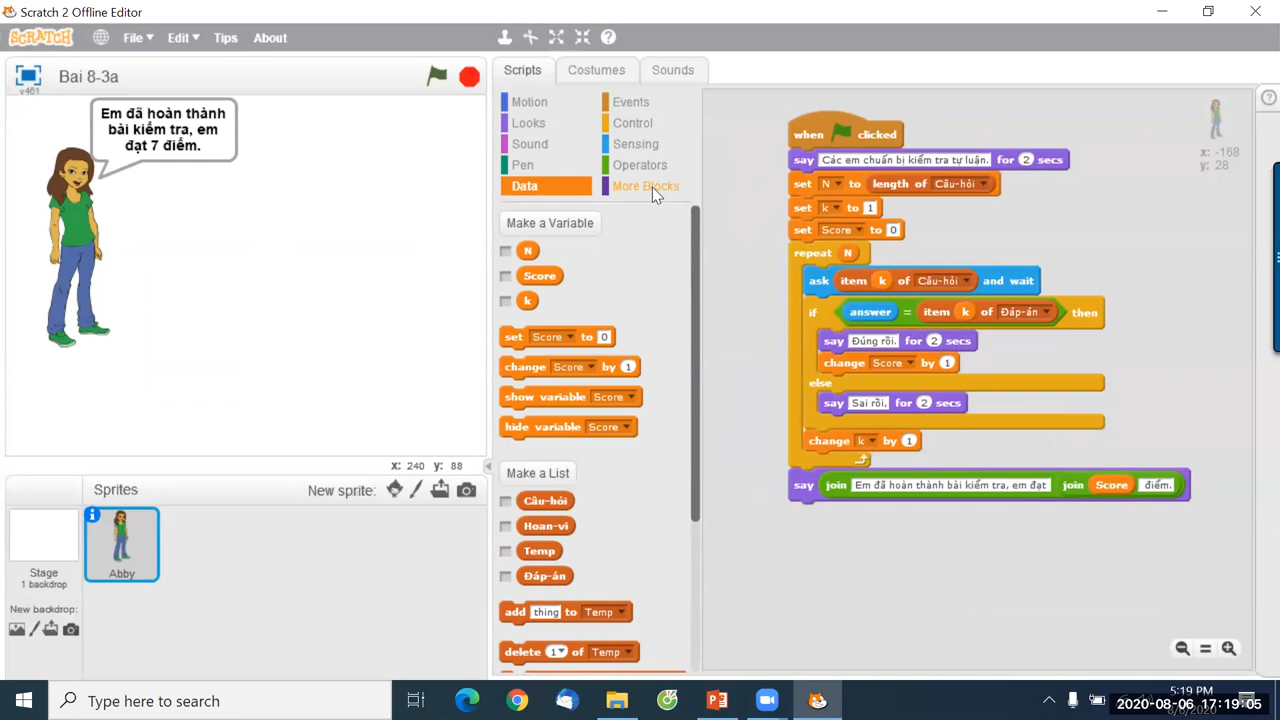 Scratch 2 Offline Editor
SCRATCH File Edit Tips About
v461 Bai 8-3a
Em đã hoàn thành
bài kiểm tra, em
đạt 7 điểm.
x: 240 y: 88
Sprites New sprite:
Stage
1 backdrop
New backdrop:
Abby
Scripts Costumes Sounds
Motion Events
Looks Control
Sound Sensing
Pen Operators
Data More Blocks
Make a Variable
N
Score
k
set Score to 0
change Score by 1
show variable Score
hide variable Score
Make a List
Câu-hỏi
Hoan-vi
Temp
Đáp-án
add thing to Temp
delete 1 of Temp
when clicked
say Các em chuẩn bị kiểm tra tự luận. for 2 secs
set N to length of Câu-hỏi
set k to 1
set Score to 0
repeat N
ask item k of Câu-hỏi and wait
if answer = item k of Đáp-án then
say Đúng rồi. for 2 secs
change Score by 1
else
say Sai rồi, for 2 secs
change k by 1
say join Em đã hoàn thành bài kiểm tra, em đạt join Score điểm.
x: -168
y: 28
Type here to search
5:19 PM
2020-08-06 17:19:05